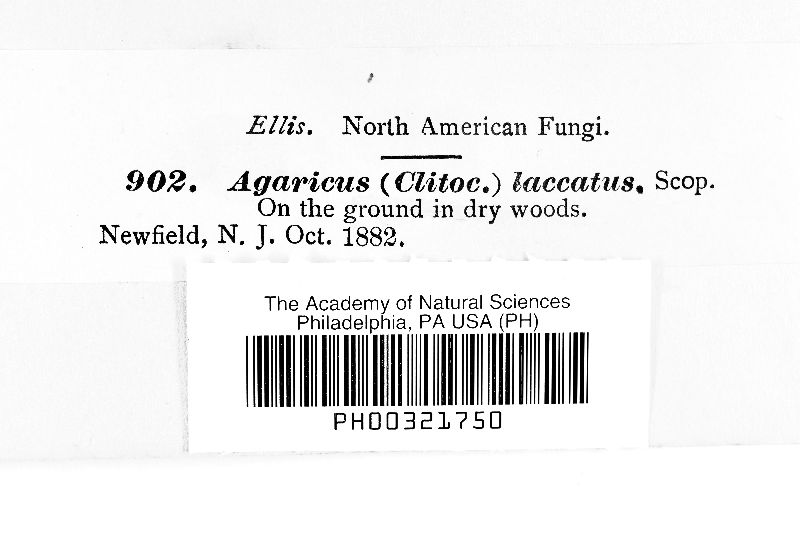 Ellis. North American Fungi.
902. Agaricus (Clitoc.) laccatus, Scop.
On the ground in dry woods.
Newfield, N. J. Oct. 1882.
The Academy of Natural Sciences
Philadelphia, PA USA (PH)
PH00321750